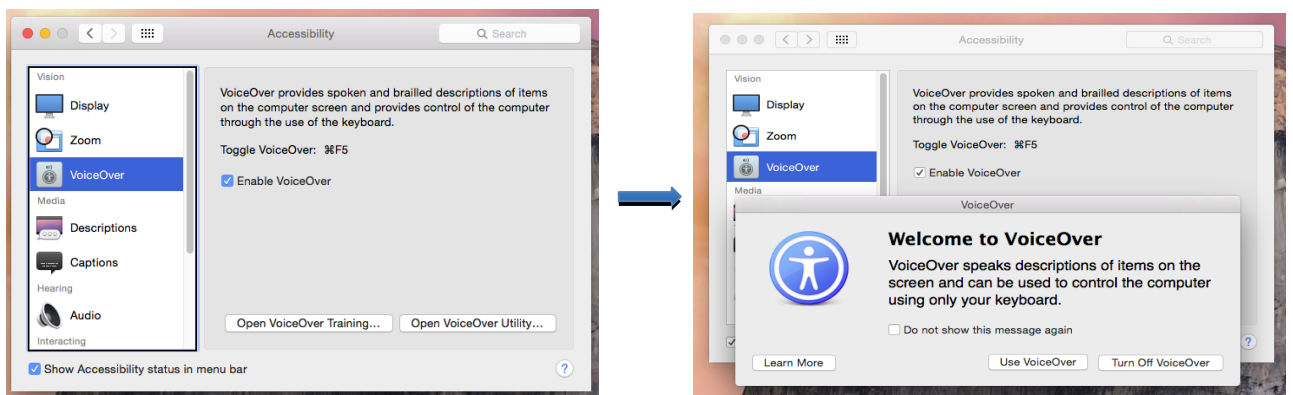 Accessibility
Search
Vision
Display
Zoom
VoiceOver
Media
Descriptions
Captions
Hearing
Audio
Interacting
VoiceOver provides spoken and brailled descriptions of items
on the computer screen and provides control of the computer
through the use of the keyboard.
Toggle VoiceOver: ⌘F5
Enable VoiceOver
Open VoiceOver Training...
Open VoiceOver Utility...
Show Accessibility status in menu bar
?
Accessibility
Search
Vision
Display
Zoom
VoiceOver
Media
VoiceOver provides spoken and brailled descriptions of items
on the computer screen and provides control of the computer
through the use of the keyboard.
Toggle VoiceOver: ⌘F5
Enable VoiceOver
VoiceOver
Welcome to VoiceOver
VoiceOver speaks descriptions of items on the
screen and can be used to control the computer
using only your keyboard.
Do not show this message again
Learn More
Use VoiceOver
Turn Off VoiceOver
?